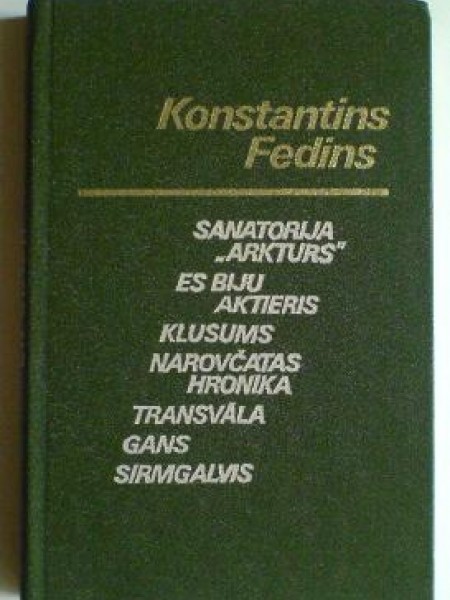 Konstantins
Fedins
SANATORIJA
„ARKTURS”
ES BIJU
AKTIERIS
KLUSUMS
NAROVČATAS
HRONIKA
TRANSVĀLA
GANS
SIRMGALVIS